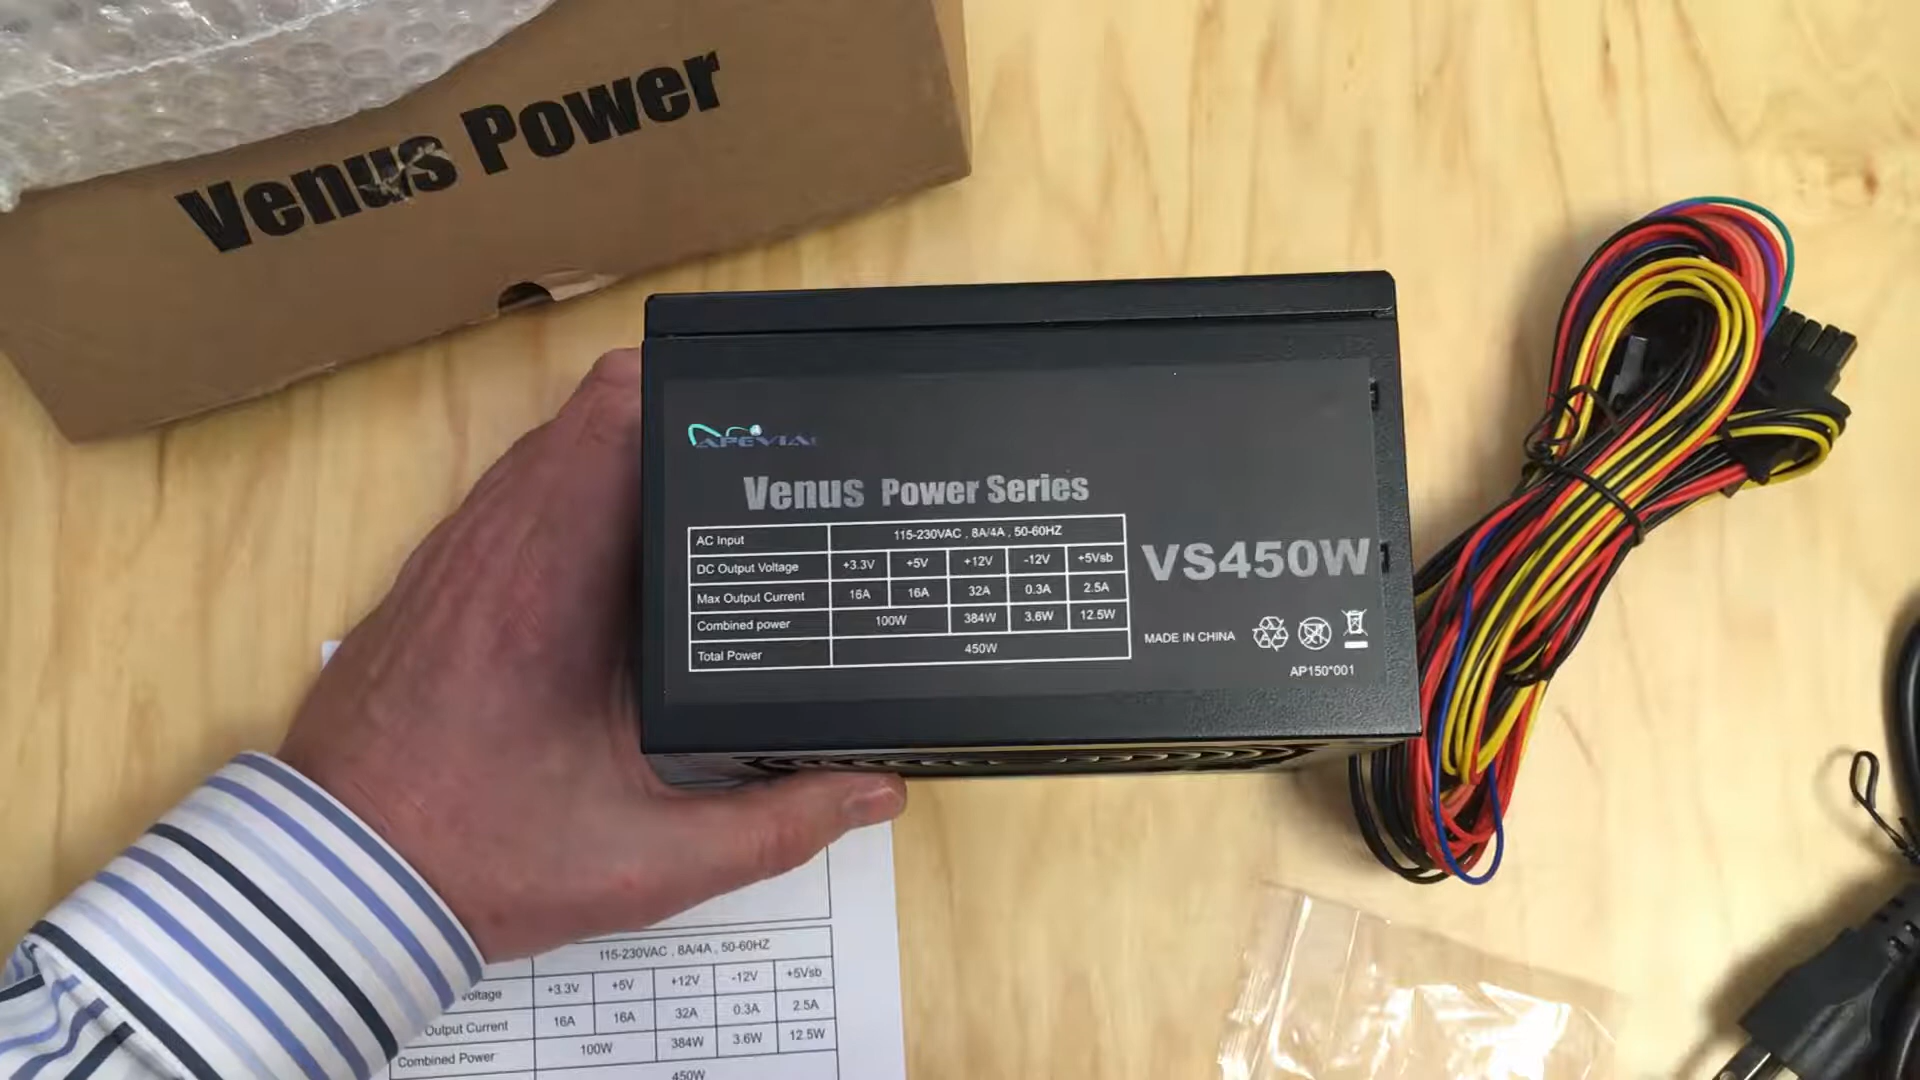 Venus Power
APEVIA
Venus Power Series
AC Input 115-230VAC , 8A/4A , 50-60HZ
DC Output Voltage +3.3V +5V +12V -12V +5Vsb
Max Output Current 16A 16A 32A 0.3A 2.5A
Combined power 100W 384W 3.6W 12.5W
Total Power 450W
VS450W
MADE IN CHINA
AP150*001
115-230VAC , 8A/4A , 50-60HZ
Voltage +3.3V +5V +12V -12V +5Vsb
Output Current 16A 16A 32A 0.3A 2.5A
Combined Power 100W 384W 3.6W 12.5W
450W